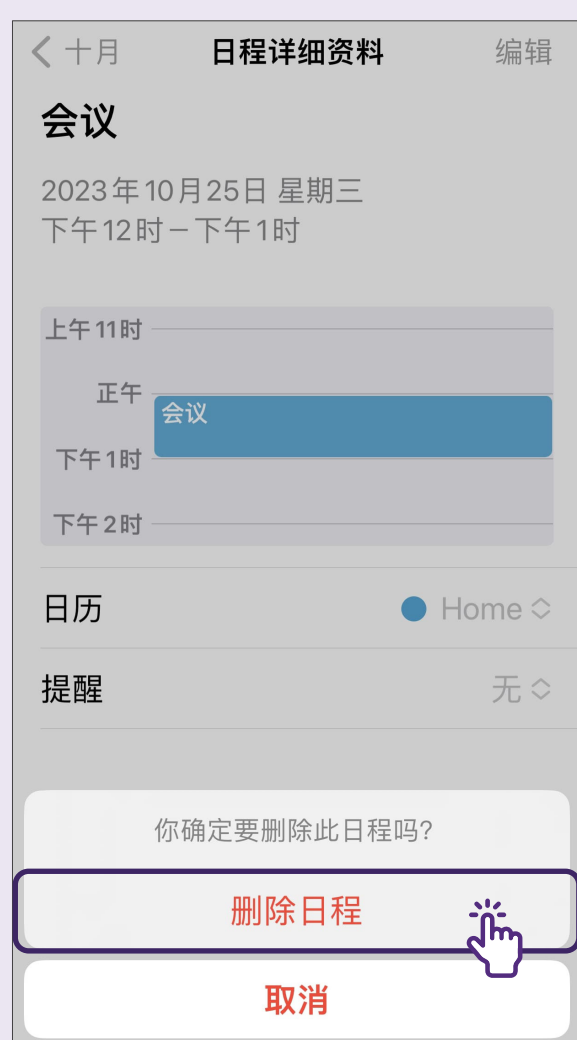 十月
日程详细资料
编辑
会议
2023年10月25日 星期三
下午12时－下午1时
上午11时
正午
会议
下午1时
下午2时
日历
Home
提醒
无
你确定要删除此日程吗?
删除日程
取消